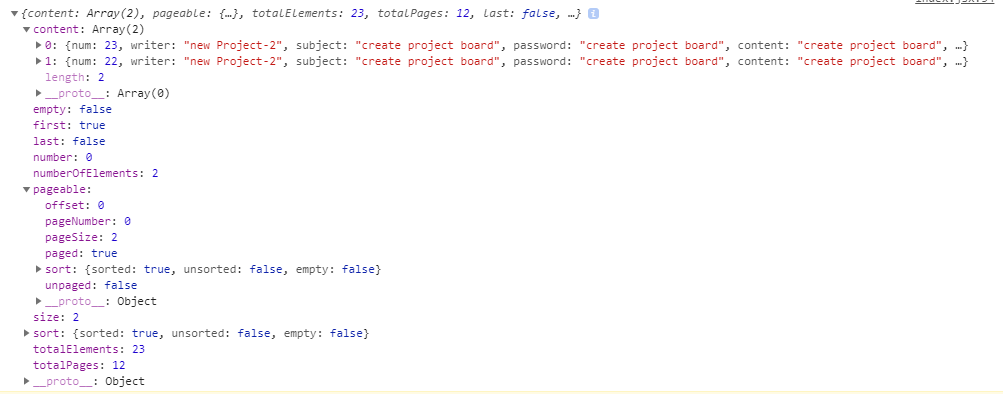 {content: Array(2), pageable: {…}, totalElements: 23, totalPages: 12, last: false, …} i
content: Array(2)
0: {num: 23, writer: "new Project-2", subject: "create project board", password: "create project board", content: "create project board", …}
1: {num: 22, writer: "new Project-2", subject: "create project board", password: "create project board", content: "create project board", …}
length: 2
__proto__: Array(0)
empty: false
first: true
last: false
number: 0
numberOfElements: 2
pageable:
offset: 0
pageNumber: 0
pageSize: 2
paged: true
sort: {sorted: true, unsorted: false, empty: false}
unpaged: false
__proto__: Object
size: 2
sort: {sorted: true, unsorted: false, empty: false}
totalElements: 23
totalPages: 12
__proto__: Object